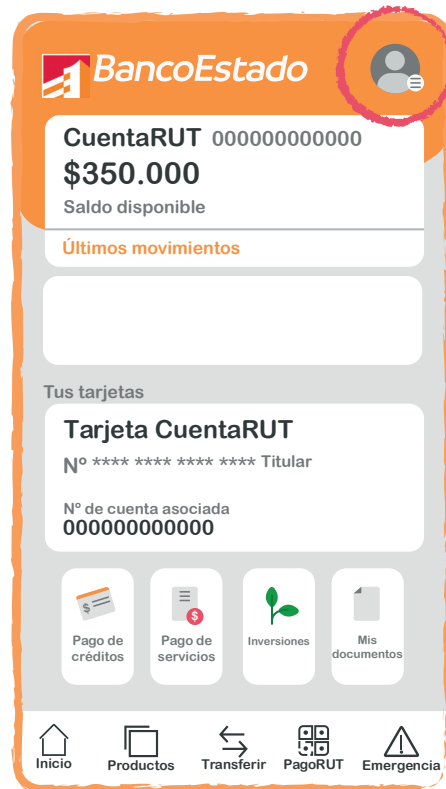 BancoEstado
CuentaRUT 000000000000
$350.000
Saldo disponible
Últimos movimientos
Tus tarjetas
Tarjeta CuentaRUT
Nº **** **** **** **** Titular
Nº de cuenta asociada
000000000000
$
$
Pago de
créditos
Pago de
servicios
Inversiones
Mis
documentos
Inicio
Productos
Transferir
PagoRUT
Emergencia